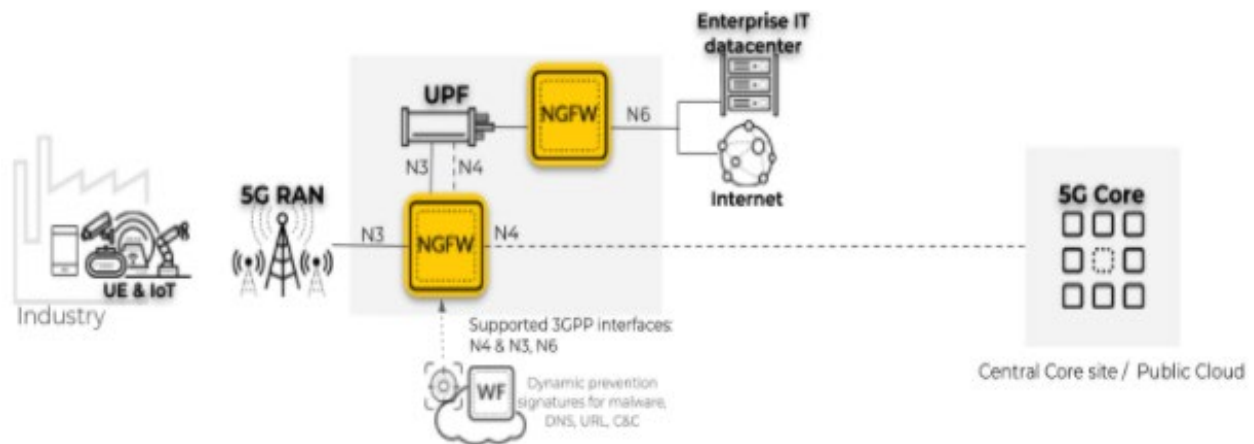 Enterprise IT
datacenter
UPF
NGFW
N6
N3
N4
Internet
5G RAN
N3
NGFW
N4
5G Core
UE & IoT
Industry
Supported 3GPP interfaces:
N4 & N3, N6
WF
Dynamic prevention
signatures for malware,
DNS, URL, C&C
Central Core site / Public Cloud